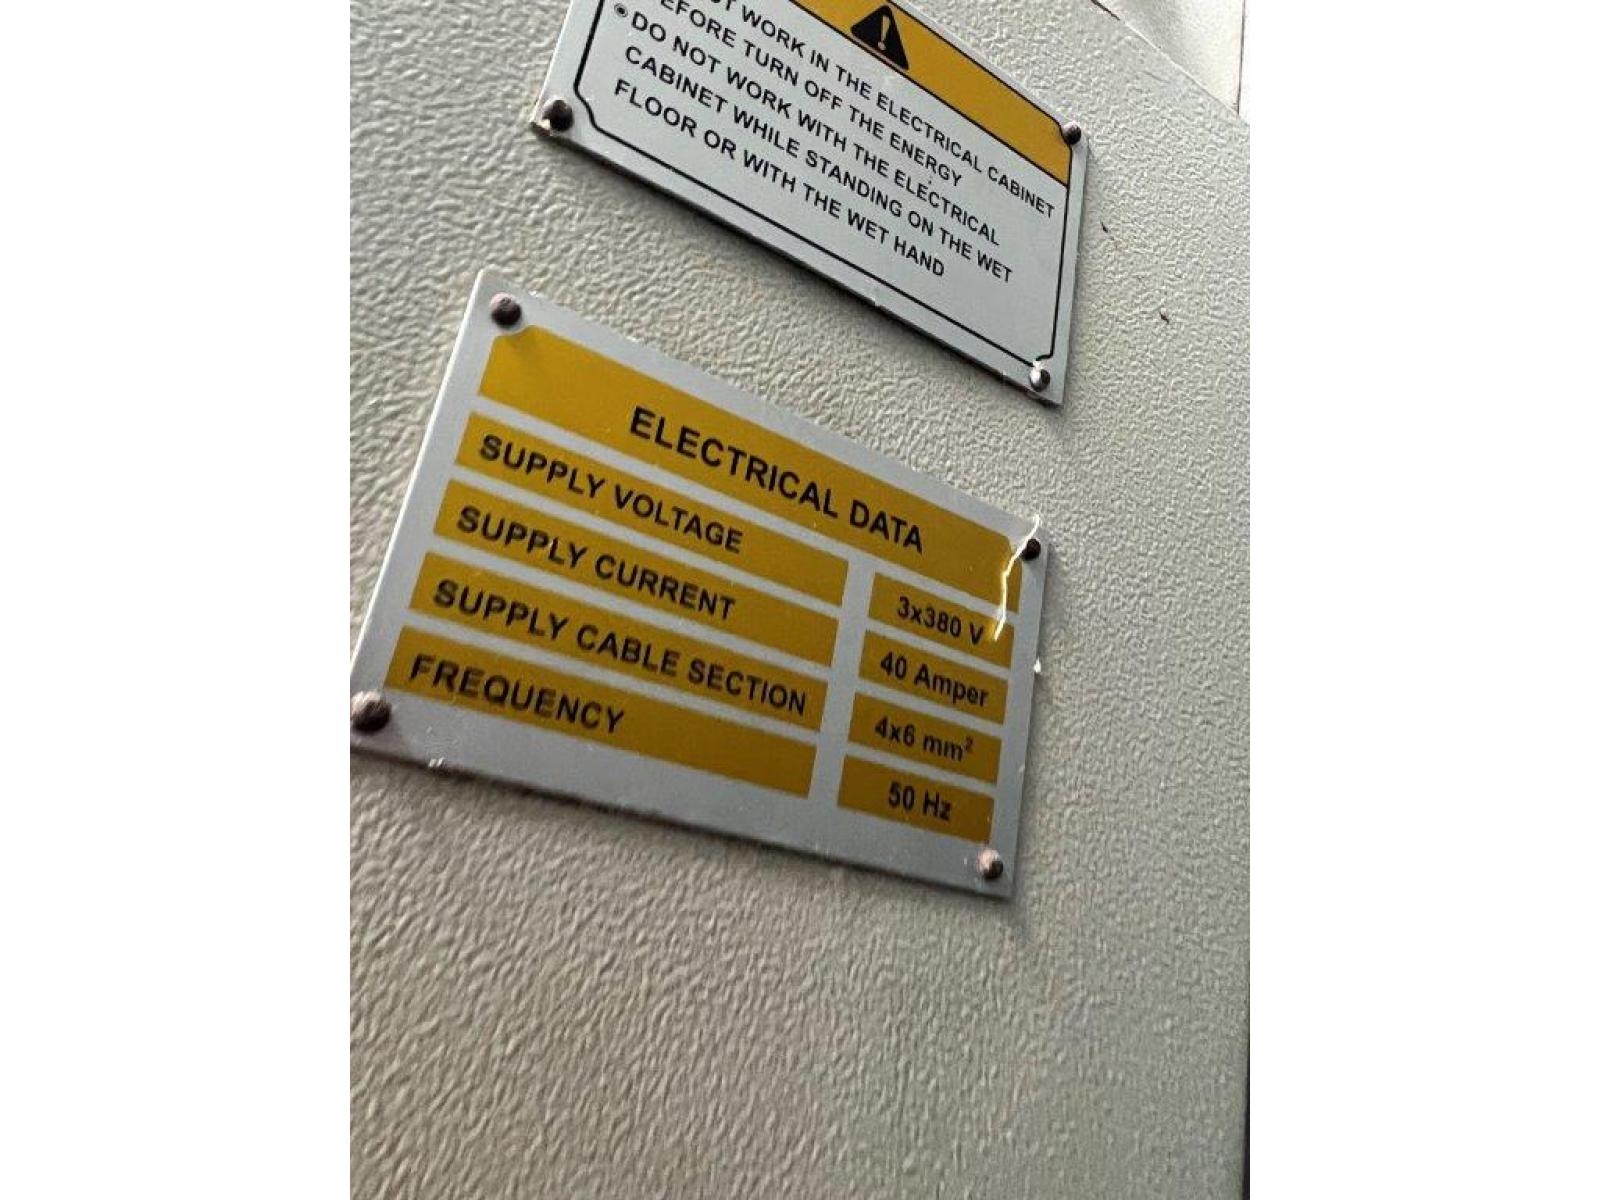 WORK IN THE ELECTRICAL CABINET
TURN OFF THE ENERGY
DO NOT WORK WITH THE ELECTRICAL
CABINET WHILE STANDING ON THE WET
FLOOR OR WITH THE WET HAND
ELECTRICAL DATA
SUPPLY VOLTAGE 3x380 V
SUPPLY CURRENT 40 Amper
SUPPLY CABLE SECTION 4x6 mm²
FREQUENCY 50 Hz